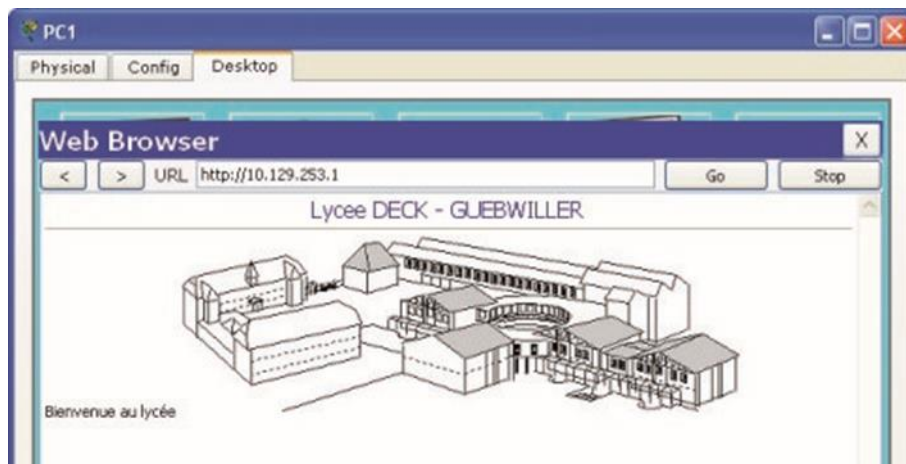 PC1
Physical Config Desktop
Web Browser X
< > URL http://10.129.253.1 Go Stop
Lycee DECK - GUEBWILLER
Bienvenue au lycée